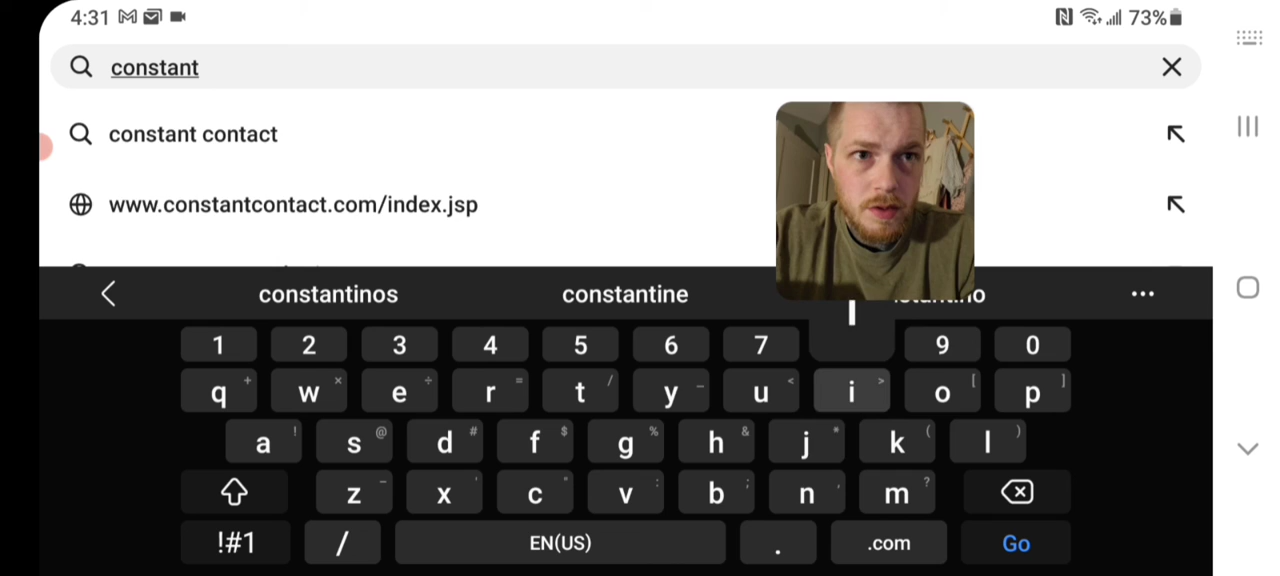 4:31 73%
constant
constant contact
www.constantcontact.com/index.jsp
constantinos constantine
1 2 3 4 5 6 7 9 0
q + w × e ÷ r = t / y _ u < i > o [ p ]
a ! s @ d # f $ g % h & j * k ( l )
z - x ' c " v : b ; n , m ?
!#1 / EN(US) . .com Go